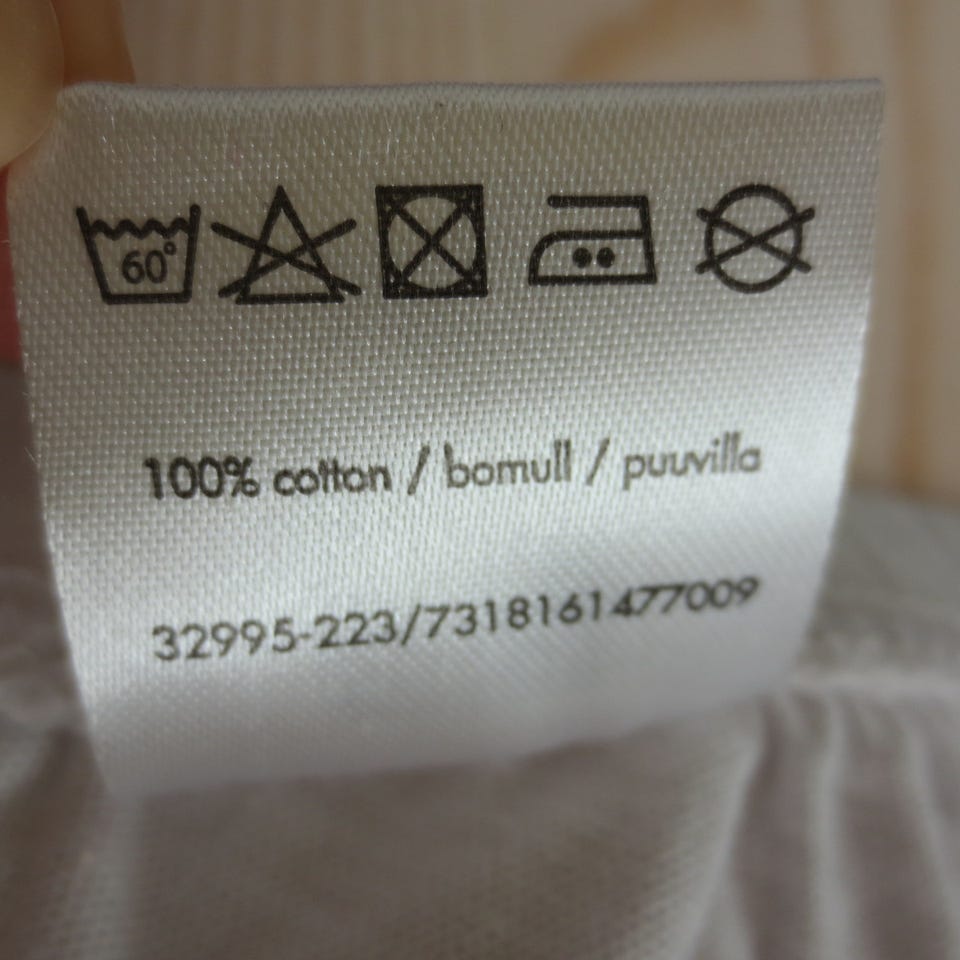 60°
100% cotton / bomull / puuvilla
32995-223/7318161477009